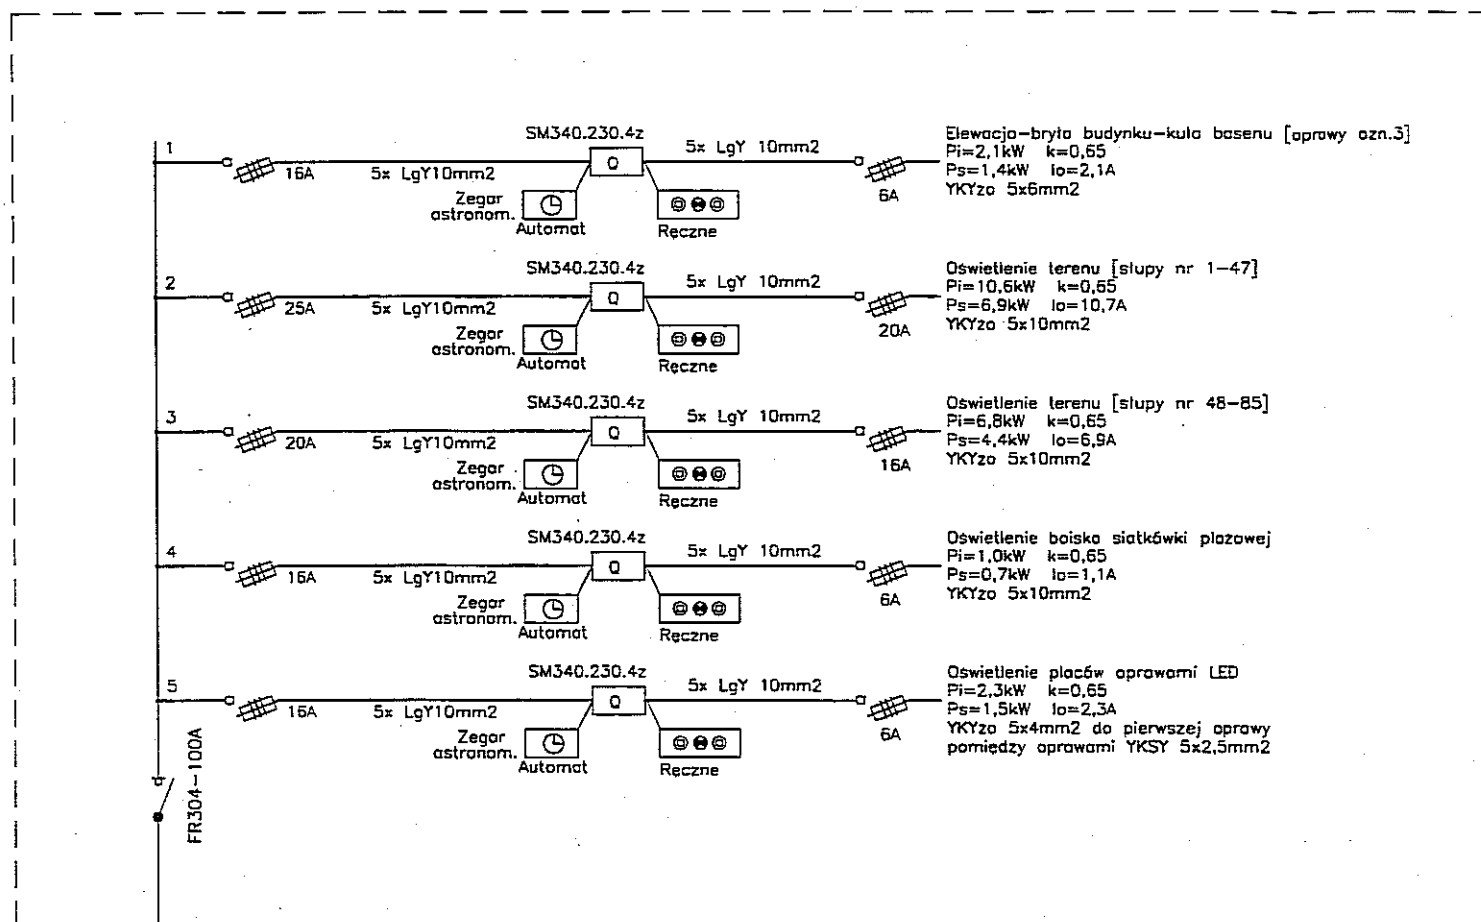 1
16A
5x LgY10mm2
SM340.230.4z
Q
5x LgY 10mm2
6A
Zegar
astronom.
Automat
Ręczne
Elewacja-bryła budynku-kula basenu [oprawy ozn.3]
Pi=2,1kW k=0,65
Ps=1,4kW Io=2,1A
YKYżo 5x6mm2
2
25A
5x LgY10mm2
SM340.230.4z
Q
5x LgY 10mm2
20A
Zegar
astronom.
Automat
Ręczne
Oświetlenie terenu [słupy nr 1-47]
Pi=10,6kW k=0,65
Ps=6,9kW Io=10,7A
YKYżo 5x10mm2
3
20A
5x LgY10mm2
SM340.230.4z
Q
5x LgY 10mm2
16A
Zegar
astronom.
Automat
Ręczne
Oświetlenie terenu [słupy nr 48-85]
Pi=6,8kW k=0,65
Ps=4,4kW Io=6,9A
YKYżo 5x10mm2
4
16A
5x LgY10mm2
SM340.230.4z
Q
5x LgY 10mm2
6A
Zegar
astronom.
Automat
Ręczne
Oświetlenie boiska siatkówki plażowej
Pi=1,0kW k=0,65
Ps=0,7kW Io=1,1A
YKYżo 5x10mm2
5
16A
5x LgY10mm2
SM340.230.4z
Q
5x LgY 10mm2
6A
Zegar
astronom.
Automat
Ręczne
Oświetlenie placów oprawami LED
Pi=2,3kW k=0,65
Ps=1,5kW Io=2,3A
YKYżo 5x4mm2 do pierwszej oprawy
pomiędzy oprawami YKSY 5x2,5mm2
FR304-100A